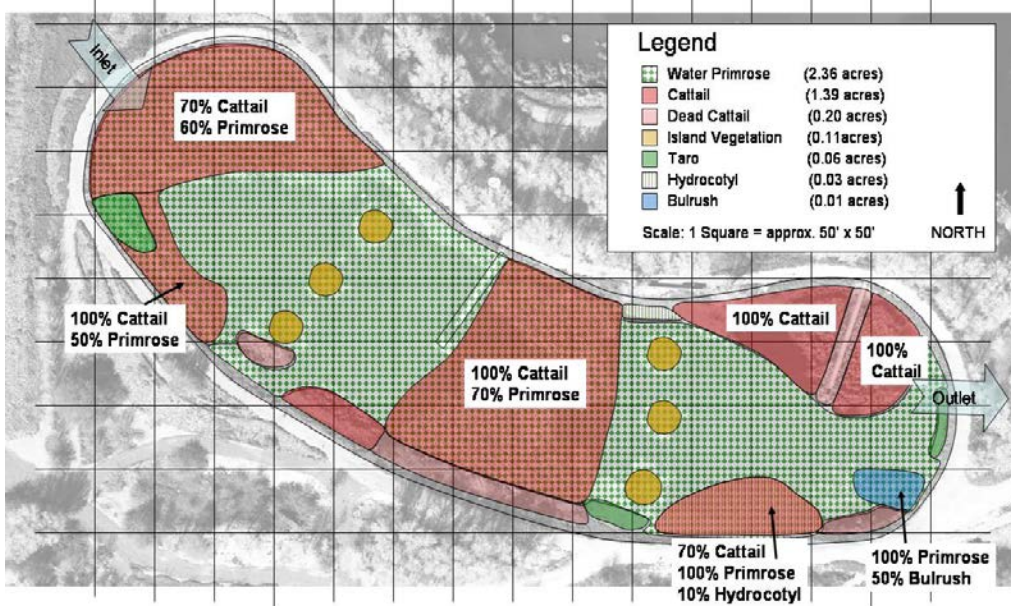 Inlet
70% Cattail
60% Primrose
Legend
Water Primrose (2.36 acres)
Cattail (1.39 acres)
Dead Cattail (0.20 acres)
Island Vegetation (0.11acres)
Taro (0.06 acres)
Hydrocotyl (0.03 acres)
Bulrush (0.01 acres)
Scale: 1 Square = approx. 50' x 50'
NORTH
100% Cattail
50% Primrose
100% Cattail
70% Primrose
100% Cattail
100%
Cattail
Outlet
70% Cattail
100% Primrose
10% Hydrocotyl
100% Primrose
50% Bulrush